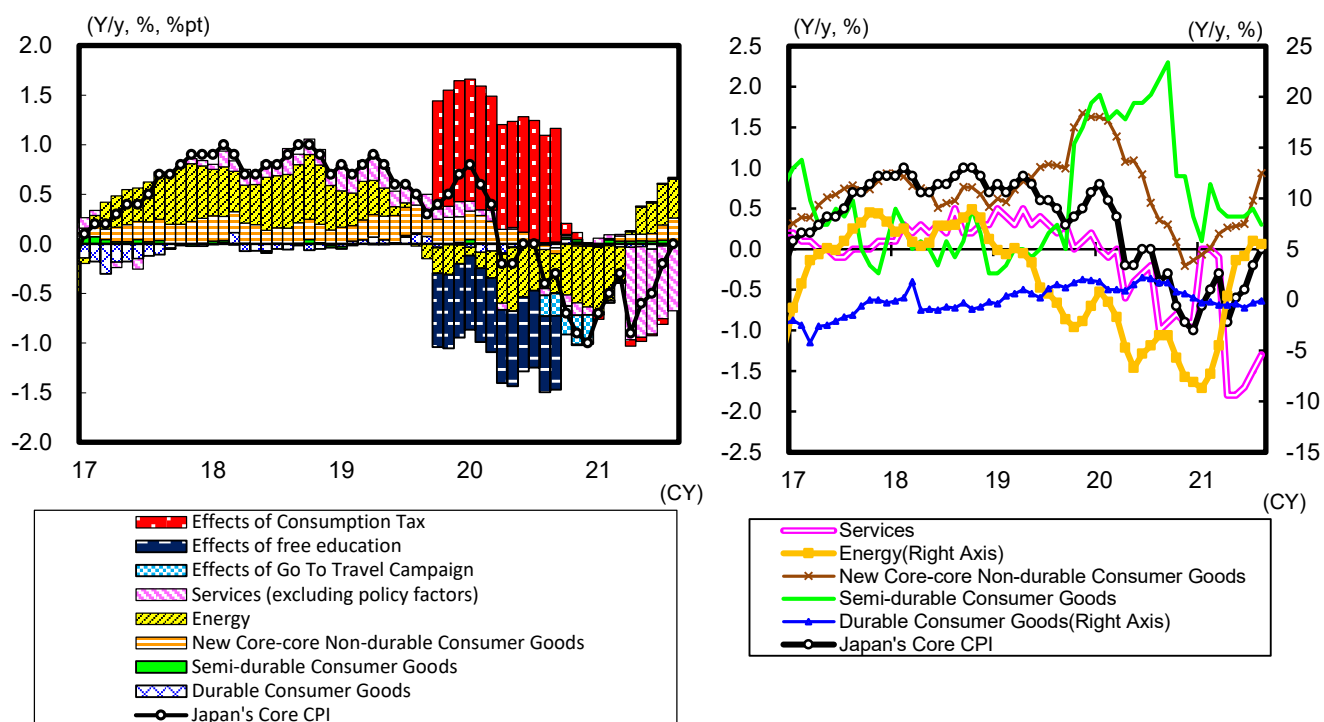 (Y/y, %, %pt)
2.0
1.5
1.0
0.5
0.0
-0.5
-1.0
-1.5
-2.0
17 18 19 20 21
(CY)
Effects of Consumption Tax
Effects of free education
Effects of Go To Travel Campaign
Services (excluding policy factors)
Energy
New Core-core Non-durable Consumer Goods
Semi-durable Consumer Goods
Durable Consumer Goods
Japan's Core CPI
(Y/y, %) (Y/y, %)
2.5 25
2.0 20
1.5 15
1.0 10
0.5 5
0.0 0
-0.5 -5
-1.0 -10
-1.5 -15
-2.0
-2.5
17 18 19 20 21
(CY)
Services
Energy(Right Axis)
New Core-core Non-durable Consumer Goods
Semi-durable Consumer Goods
Durable Consumer Goods(Right Axis)
Japan's Core CPI